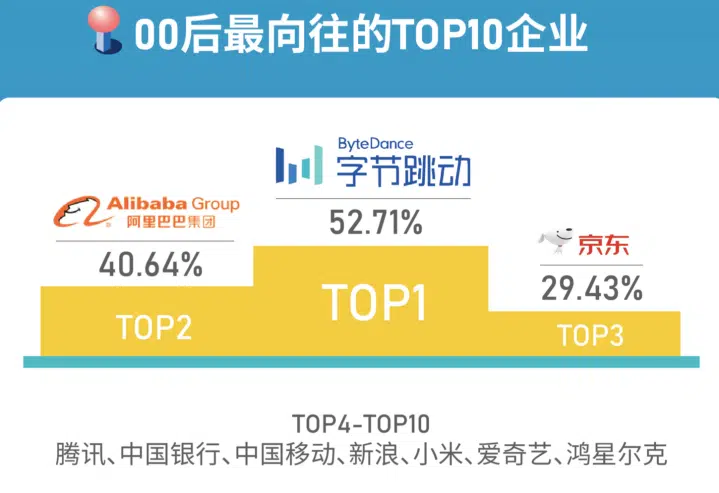 00后最向往的TOP10企业
ByteDance
字节跳动
52.71%
Alibaba Group
阿里巴巴集团
40.64%
京东
29.43%
TOP1
TOP2
TOP3
TOP4-TOP10
腾讯、中国银行、中国移动、新浪、小米、爱奇艺、鸿星尔克